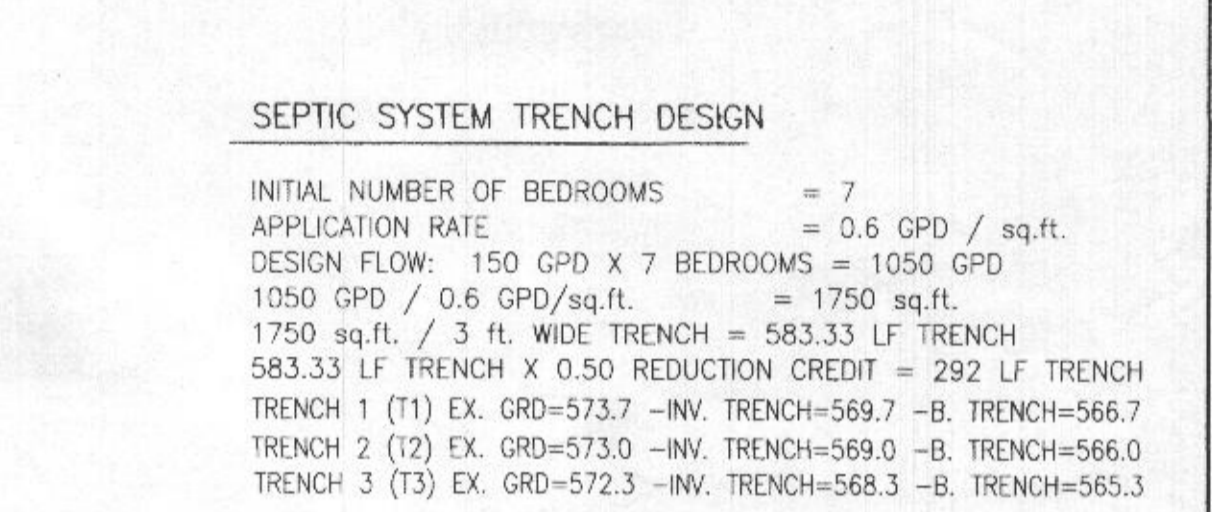 SEPTIC SYSTEM TRENCH DESIGN
INITIAL NUMBER OF BEDROOMS = 7
APPLICATION RATE = 0.6 GPD / sq.ft.
DESIGN FLOW: 150 GPD X 7 BEDROOMS = 1050 GPD
1050 GPD / 0.6 GPD/sq.ft. = 1750 sq.ft.
1750 sq.ft. / 3 ft. WIDE TRENCH = 583.33 LF TRENCH
583.33 LF TRENCH X 0.50 REDUCTION CREDIT = 292 LF TRENCH
TRENCH 1 (T1) EX. GRD=573.7 -INV. TRENCH=569.7 -B. TRENCH=566.7
TRENCH 2 (T2) EX. GRD=573.0 -INV. TRENCH=569.0 -B. TRENCH=566.0
TRENCH 3 (T3) EX. GRD=572.3 -INV. TRENCH=568.3 -B. TRENCH=565.3